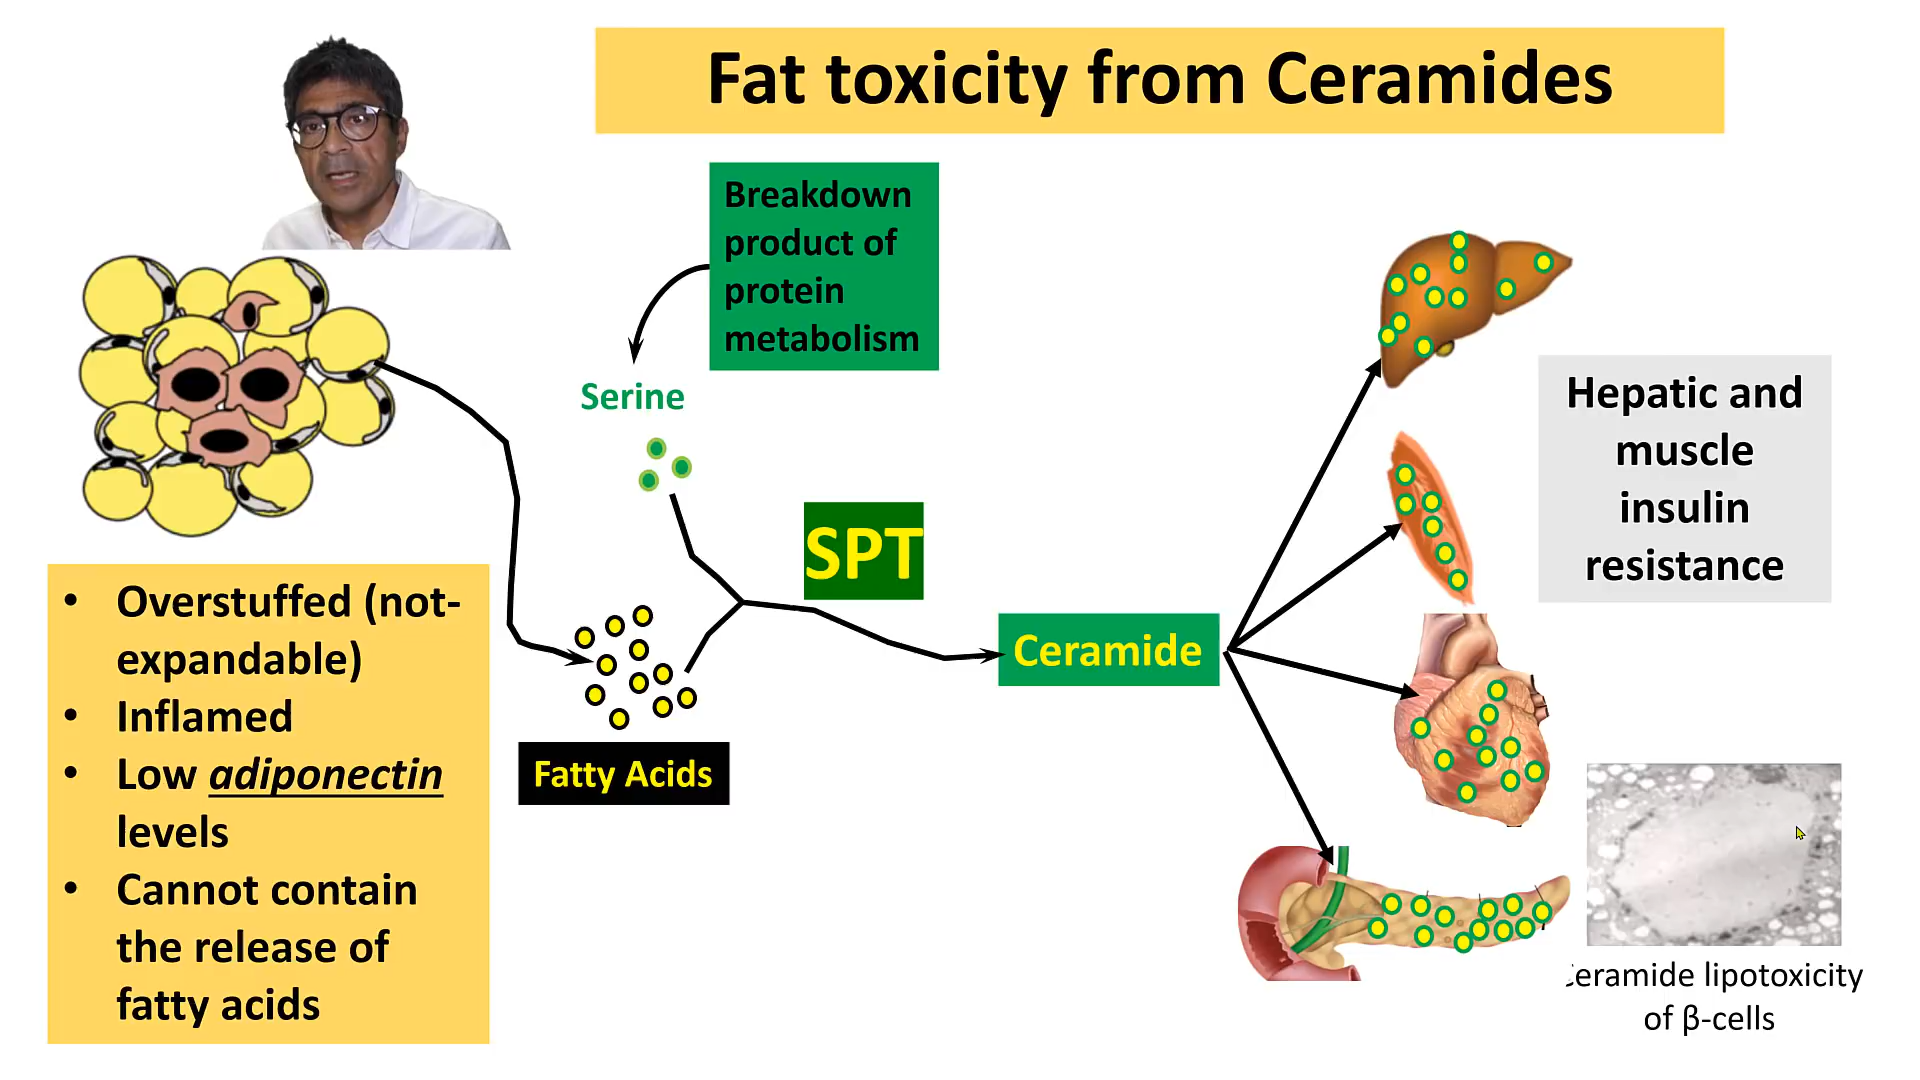 Fat toxicity from Ceramides
Breakdown
product of
protein
metabolism
Serine
SPT
Ceramide
Fatty Acids
• Overstuffed (not-
expandable)
• Inflamed
• Low adiponectin
levels
• Cannot contain
the release of
fatty acids
Hepatic and
muscle
insulin
resistance
Ceramide lipotoxicity
of β-cells